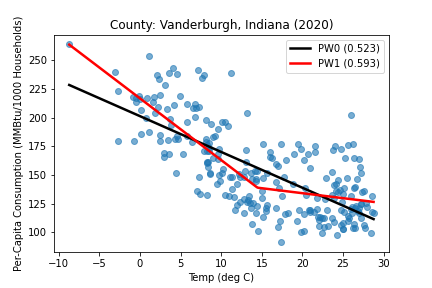 County: Vanderburgh, Indiana (2020)
Per-Capita Consumption (MMBtu/1000 Households)
250
225
200
175
150
125
100
PW0 (0.523)
PW1 (0.593)
−10 −5 0 5 10 15 20 25 30
Temp (deg C)